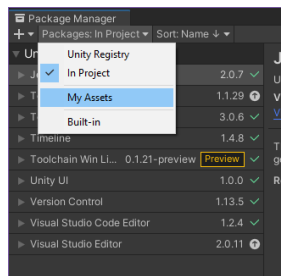 Package Manager
Packages: In Project Sort: Name
Un
Unity Registry
In Project
My Assets
Built-in
J
Je 2.0.7
U
T 1.1.29
V
T 3.0.6
V
Timeline 1.4.8
T
Toolchain Win Li... 0.1.21-preview Preview
g
Unity UI 1.0.0
R
Version Control 1.13.5
Visual Studio Code Editor 1.2.4
Visual Studio Editor 2.0.11